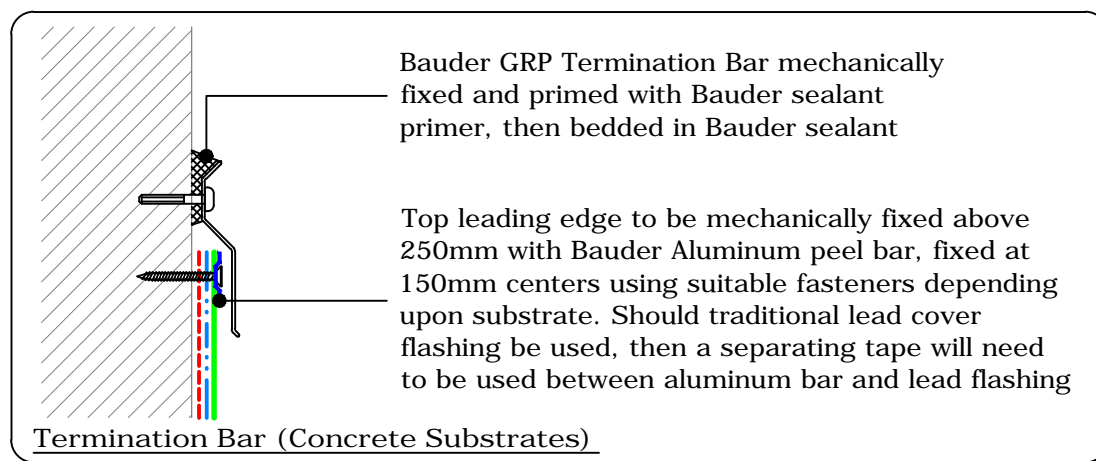 Bauder GRP Termination Bar mechanically
fixed and primed with Bauder sealant
primer, then bedded in Bauder sealant
Top leading edge to be mechanically fixed above
250mm with Bauder Aluminum peel bar, fixed at
150mm centers using suitable fasteners depending
upon substrate. Should traditional lead cover
flashing be used, then a separating tape will need
to be used between aluminum bar and lead flashing
Termination Bar (Concrete Substrates)